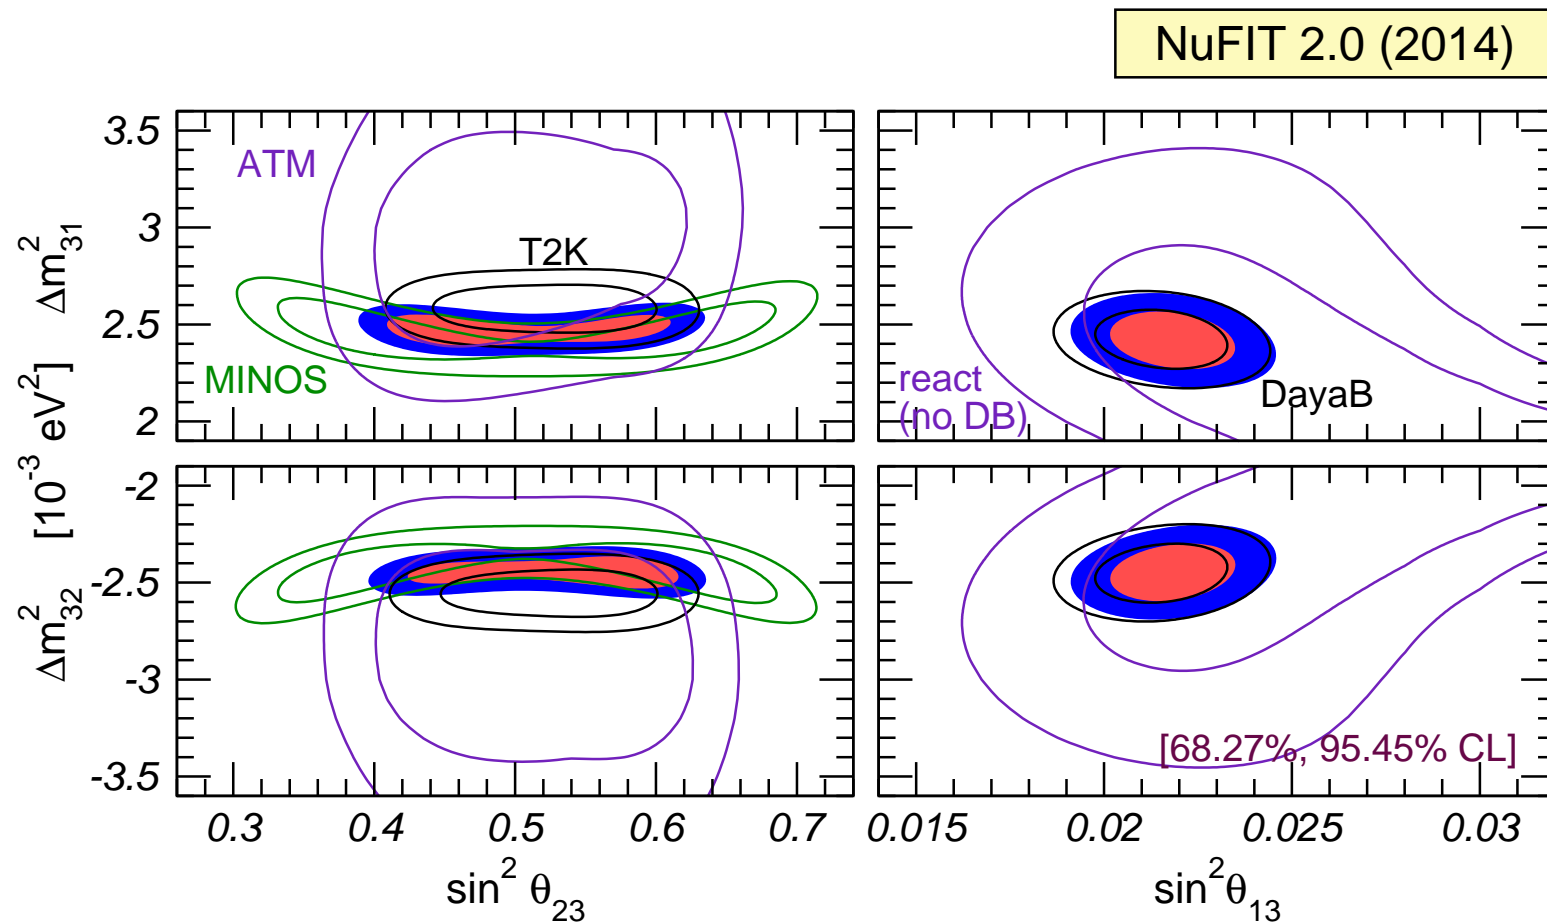 NuFIT 2.0 (2014)
3.5
3
2.5
2
ATM
T2K
MINOS
react
(no DB)
DayaB
-2
-2.5
-3
-3.5
[68.27%, 95.45% CL]
Δm²₃₂ [10⁻³ eV²] Δm²₃₁
0.3 0.4 0.5 0.6 0.7
0.015 0.02 0.025 0.03
sin² θ₂₃
sin²θ₁₃